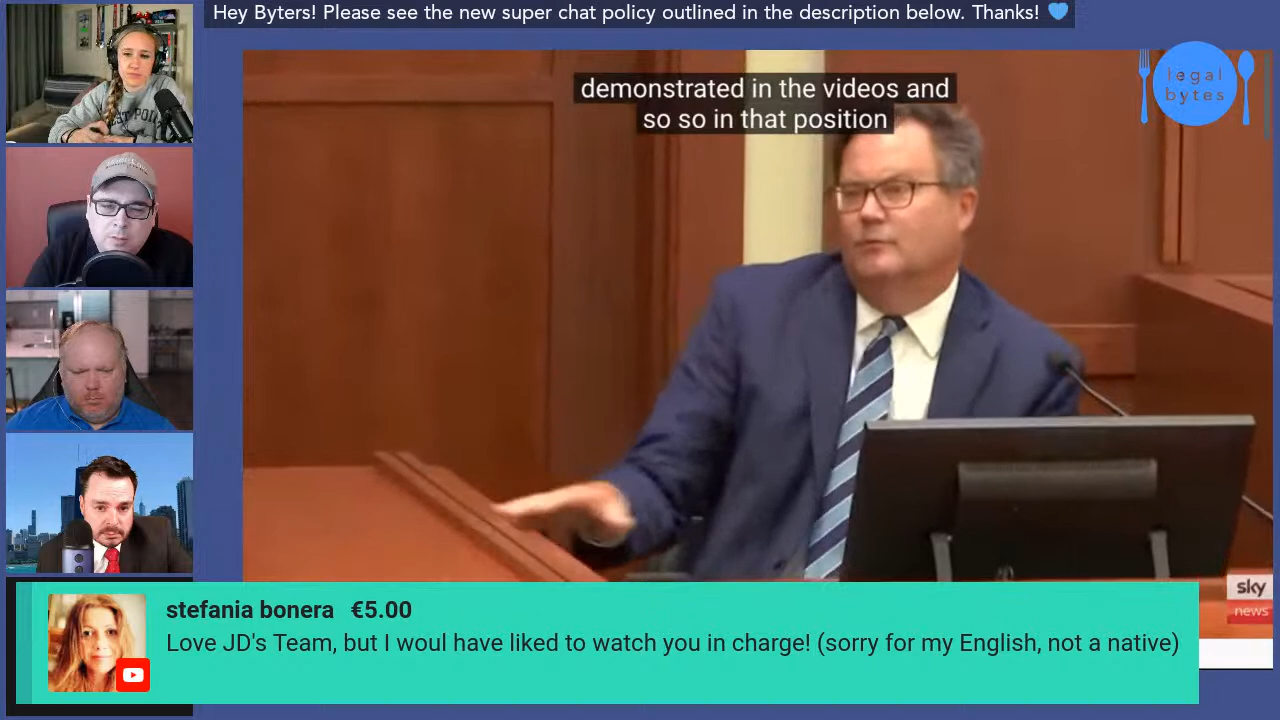 Hey Byters! Please see the new super chat policy outlined in the description below. Thanks! 💙
legal
bytes
demonstrated in the videos and
so so in that position
sky
news
stefania bonera €5.00
Love JD's Team, but I woul have liked to watch you in charge! (sorry for my English, not a native)